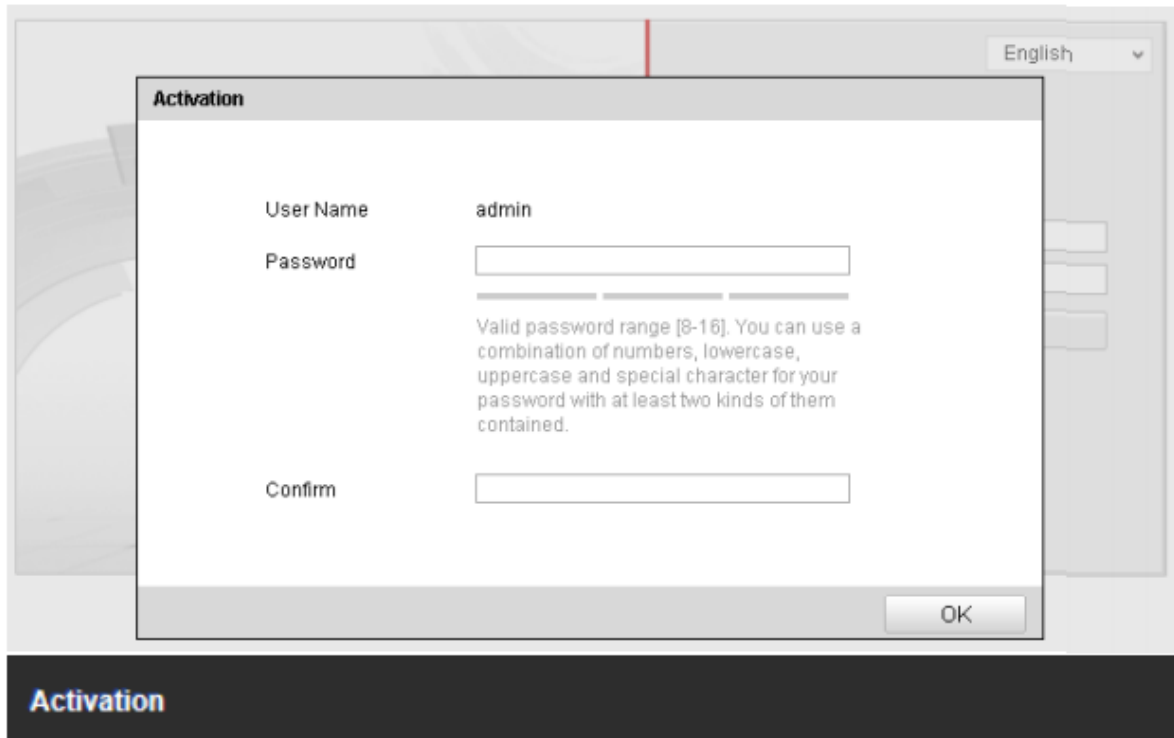 English
Activation
User Name admin
Password
Valid password range [8-16]. You can use a
combination of numbers, lowercase,
uppercase and special character for your
password with at least two kinds of them
contained.
Confirm
OK
Activation